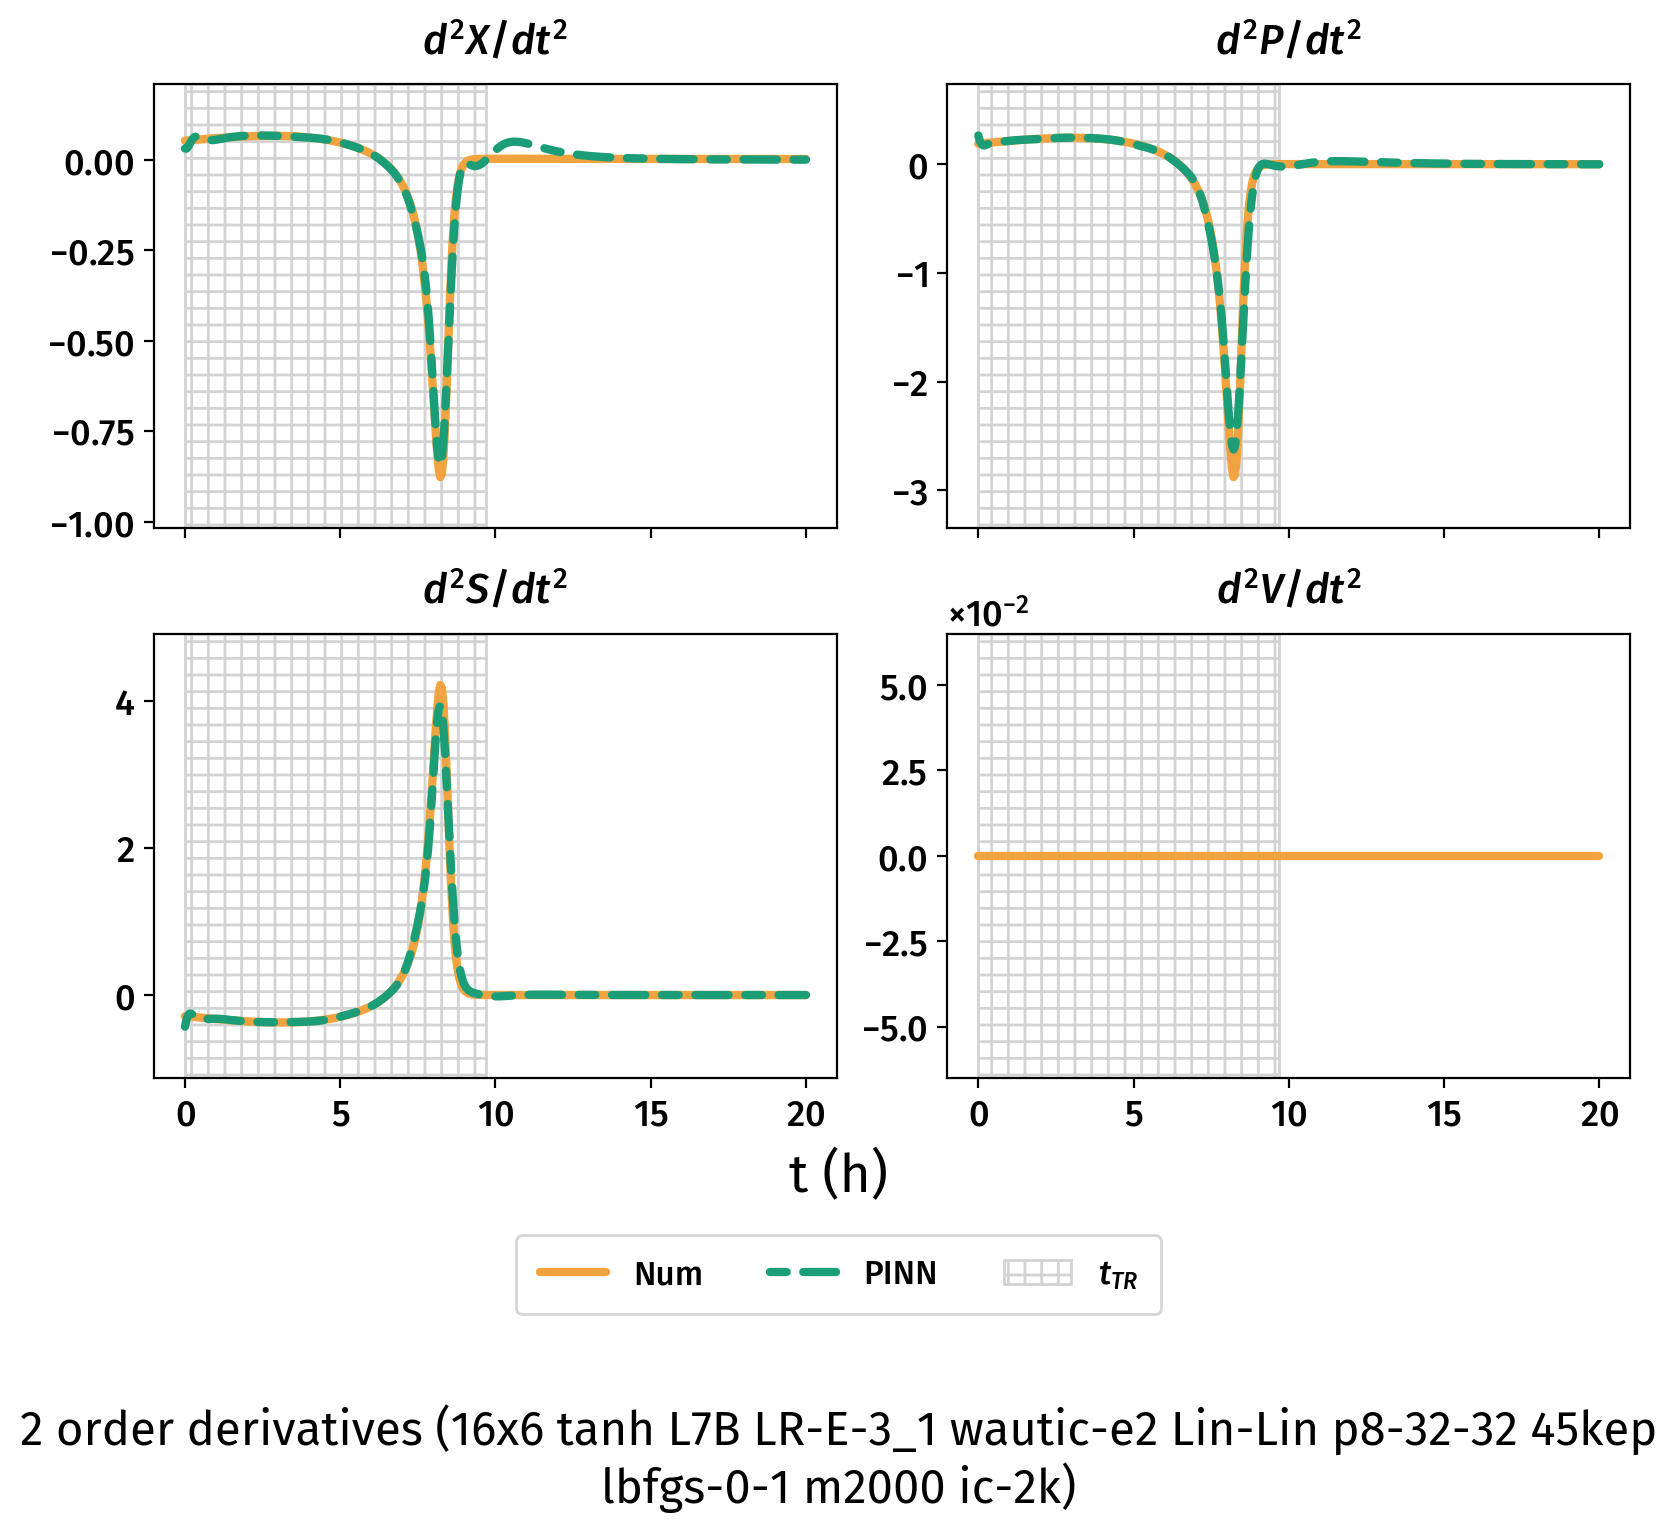 d²X/dt²
0.00
−0.25
−0.50
−0.75
−1.00
d²P/dt²
0
−1
−2
−3
d²S/dt²
4
2
0
0 5 10 15 20
d²V/dt²
×10⁻²
5.0
2.5
0.0
−2.5
−5.0
0 5 10 15 20
t (h)
Num PINN t_TR
2 order derivatives (16x6 tanh L7B LR-E-3_1 wautic-e2 Lin-Lin p8-32-32 45kep
lbfgs-0-1 m2000 ic-2k)